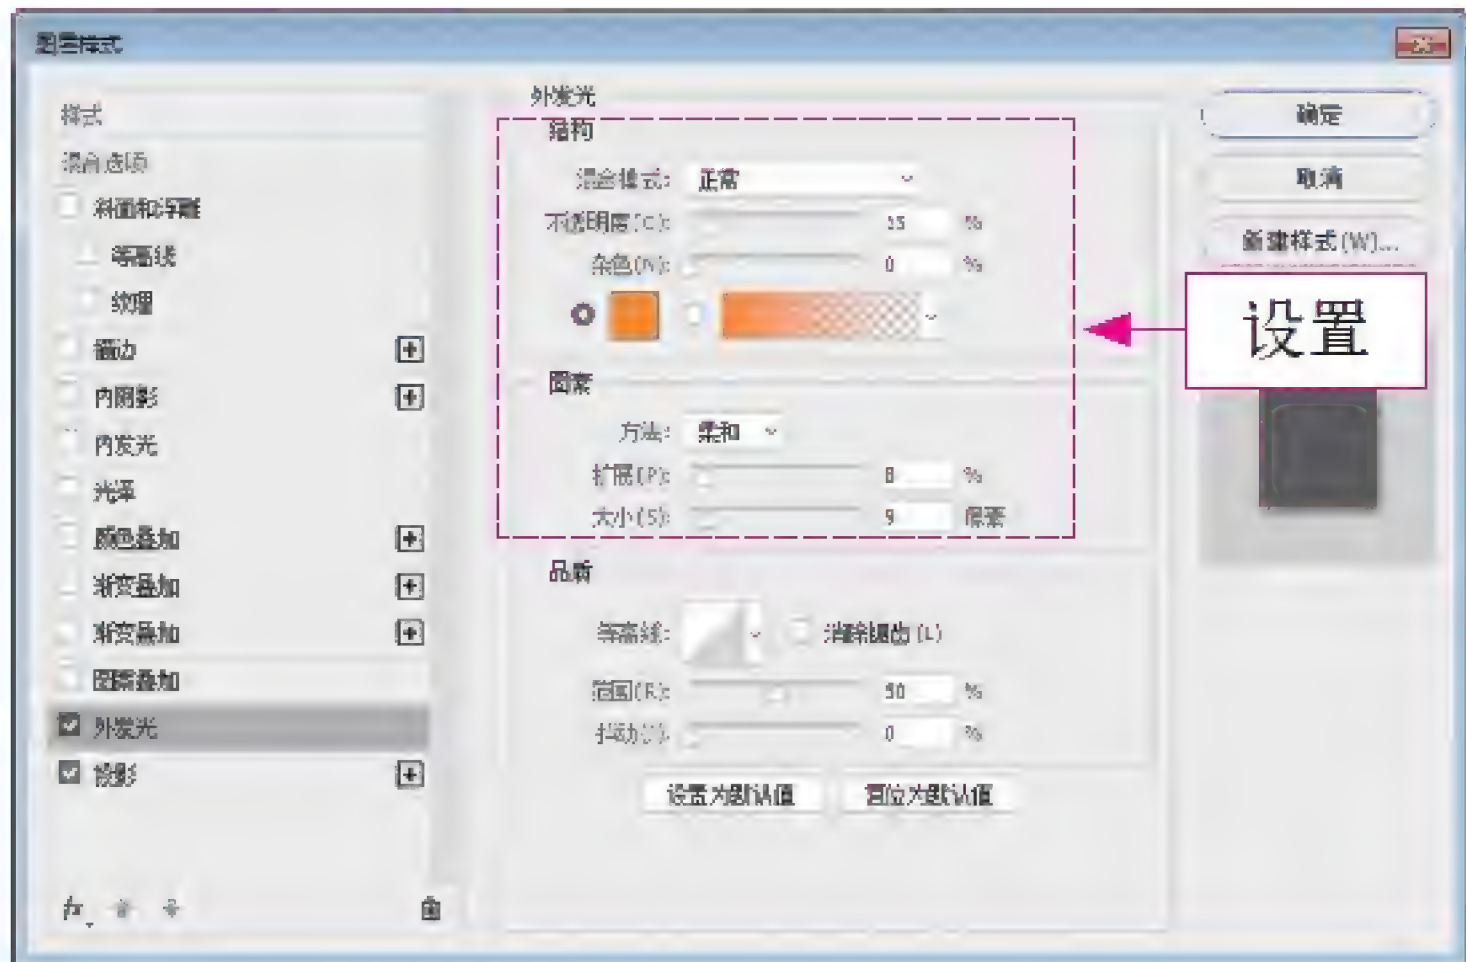 图层样式
样式
混合选项
斜面和浮雕
等高线
纹理
描边
内阴影
内发光
光泽
颜色叠加
渐变叠加
渐变叠加
图案叠加
外发光
投影
fx
外发光
结构
混合模式: 正常
不透明度(O): %
杂色(N): 0 %
图素
方法: 柔和
扩展(P): %
大小(S): 9 像素
品质
等高线: 消除锯齿(L)
范围(R): 50 %
抖动(J): 0 %
设置为默认值 复位为默认值
确定
取消
新建样式(W)...
设置